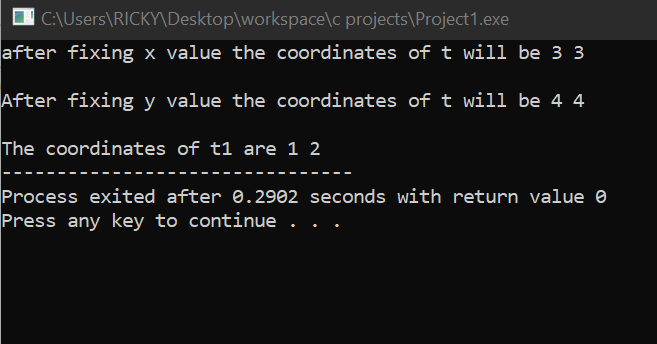 C:\Users\RICKY\Desktop\workspace\c projects\Project1.exe
after fixing x value the coordinates of t will be 3 3
After fixing y value the coordinates of t will be 4 4
The coordinates of t1 are 1 2
--------------------------------
Process exited after 0.2902 seconds with return value 0
Press any key to continue . . .